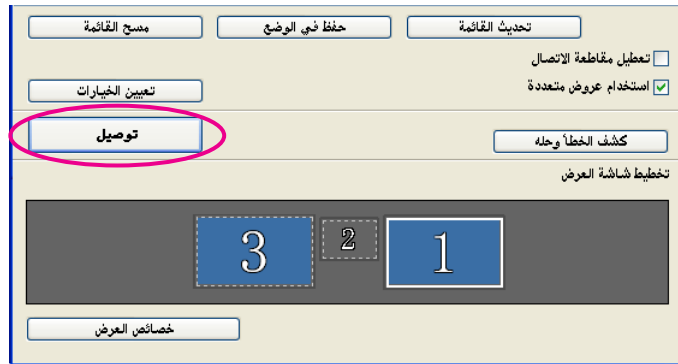 تحديث القائمة حفظ في الوضع مسح القائمة
تعطيل مقاطعة الاتصال
استخدام عروض متعددة تعيين الخيارات
توصيل
كشف الخطأ وحله
تخطيط شاشة العرض
1 2 3
خصائص العرض